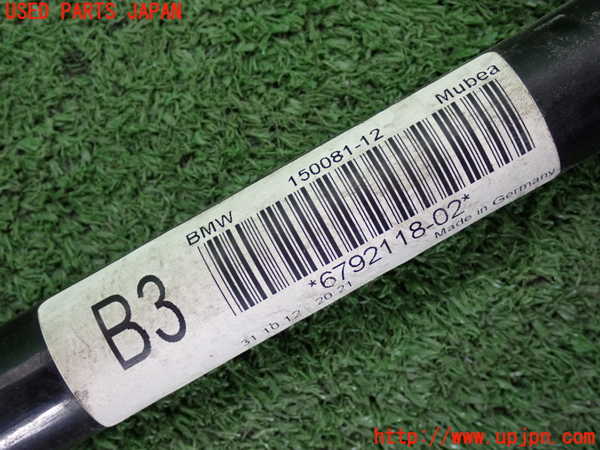 USED PARTS JAPAN
BMW 150081-12 Mubea
*6792118-02*
B3 31 1b 12 20:21 Made in Germany
http://www.upjpn.com/